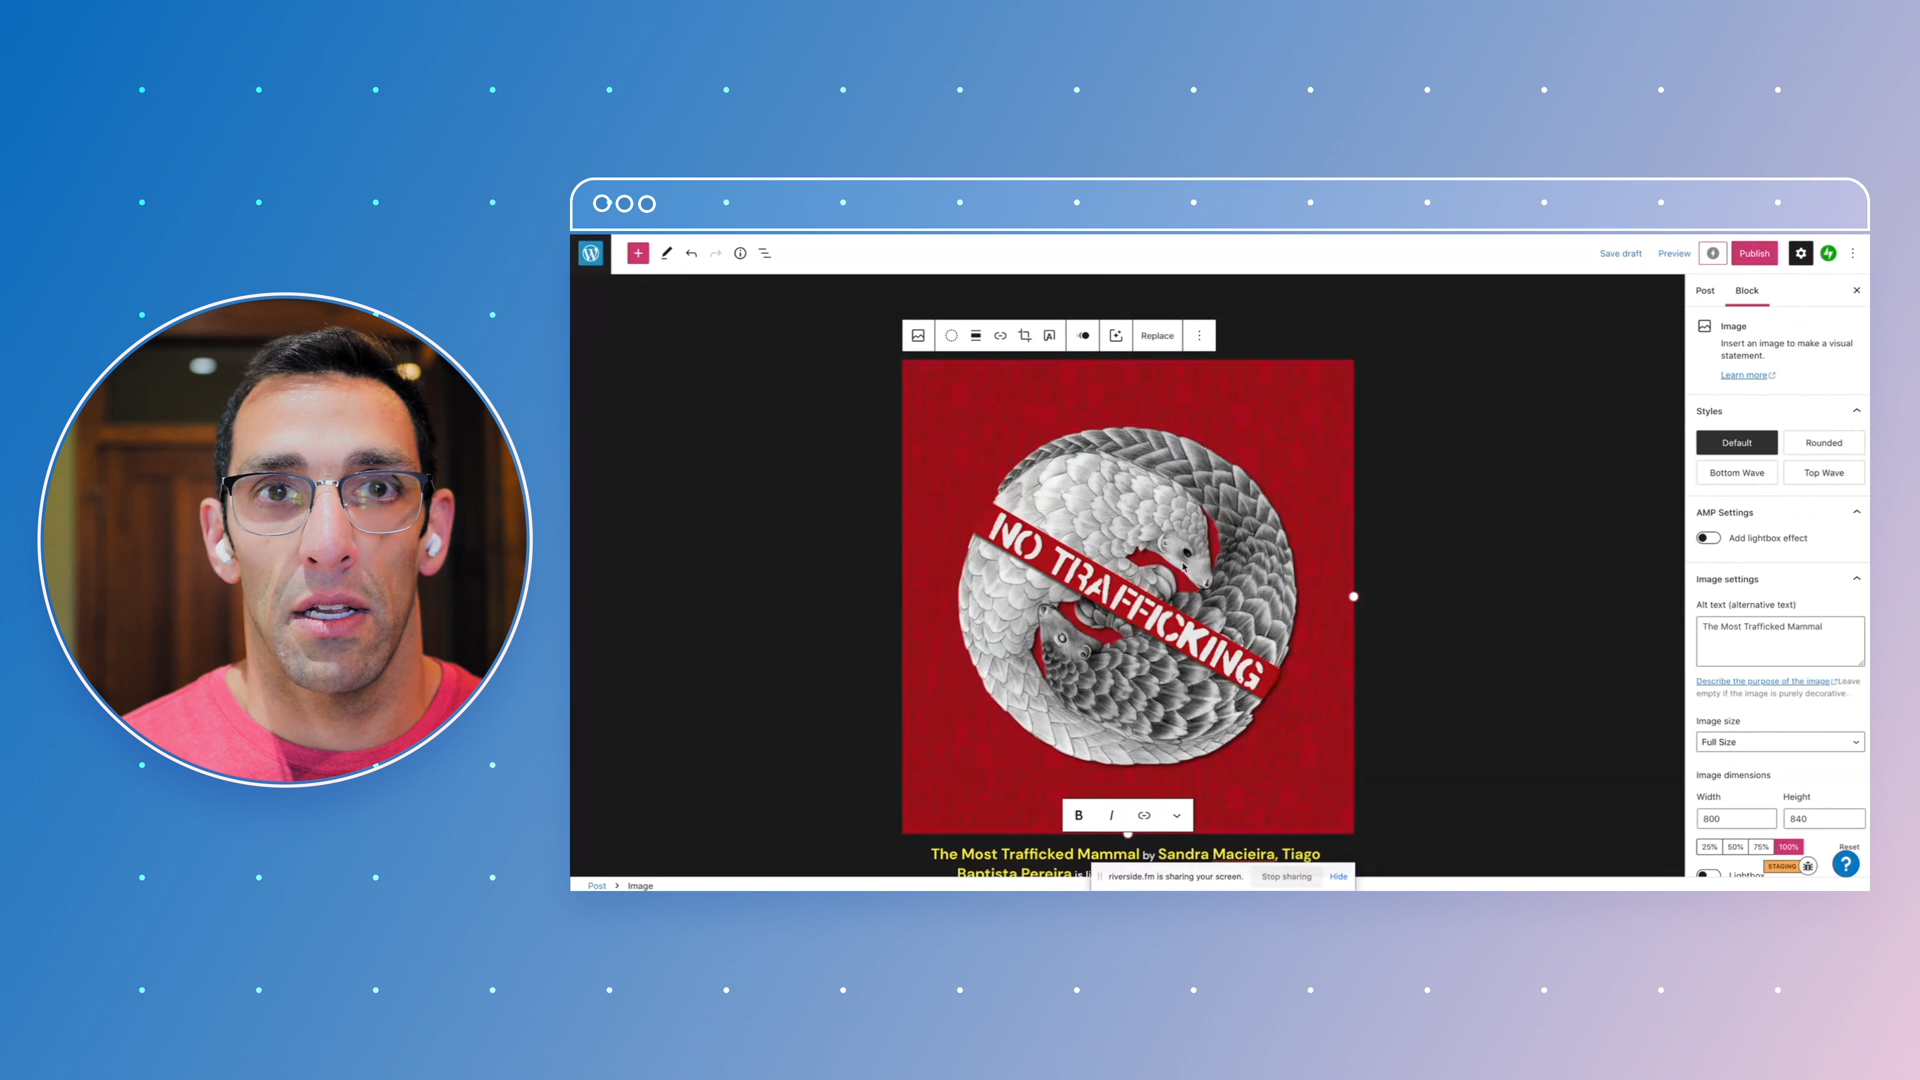 Save draft
Preview
Publish
Post
Block
Replace
Image
Insert an image to make a visual
statement.
Learn more
Styles
Default
Rounded
Bottom Wave
Top Wave
AMP Settings
Add lightbox effect
NO TRAFFICKING
Image settings
Alt text (alternative text)
The Most Trafficked Mammal
Describe the purpose of the image Leave
empty if the image is purely decorative.
Image size
Full Size
Image dimensions
Width
Height
800
840
B I
25% 50% 75% 100%
Reset
STAGING
?
Lightbox
The Most Trafficked Mammal by Sandra Macieira, Tiago
Baptista Pereira is
riverside.fm is sharing your screen.
Stop sharing
Hide
Post > Image